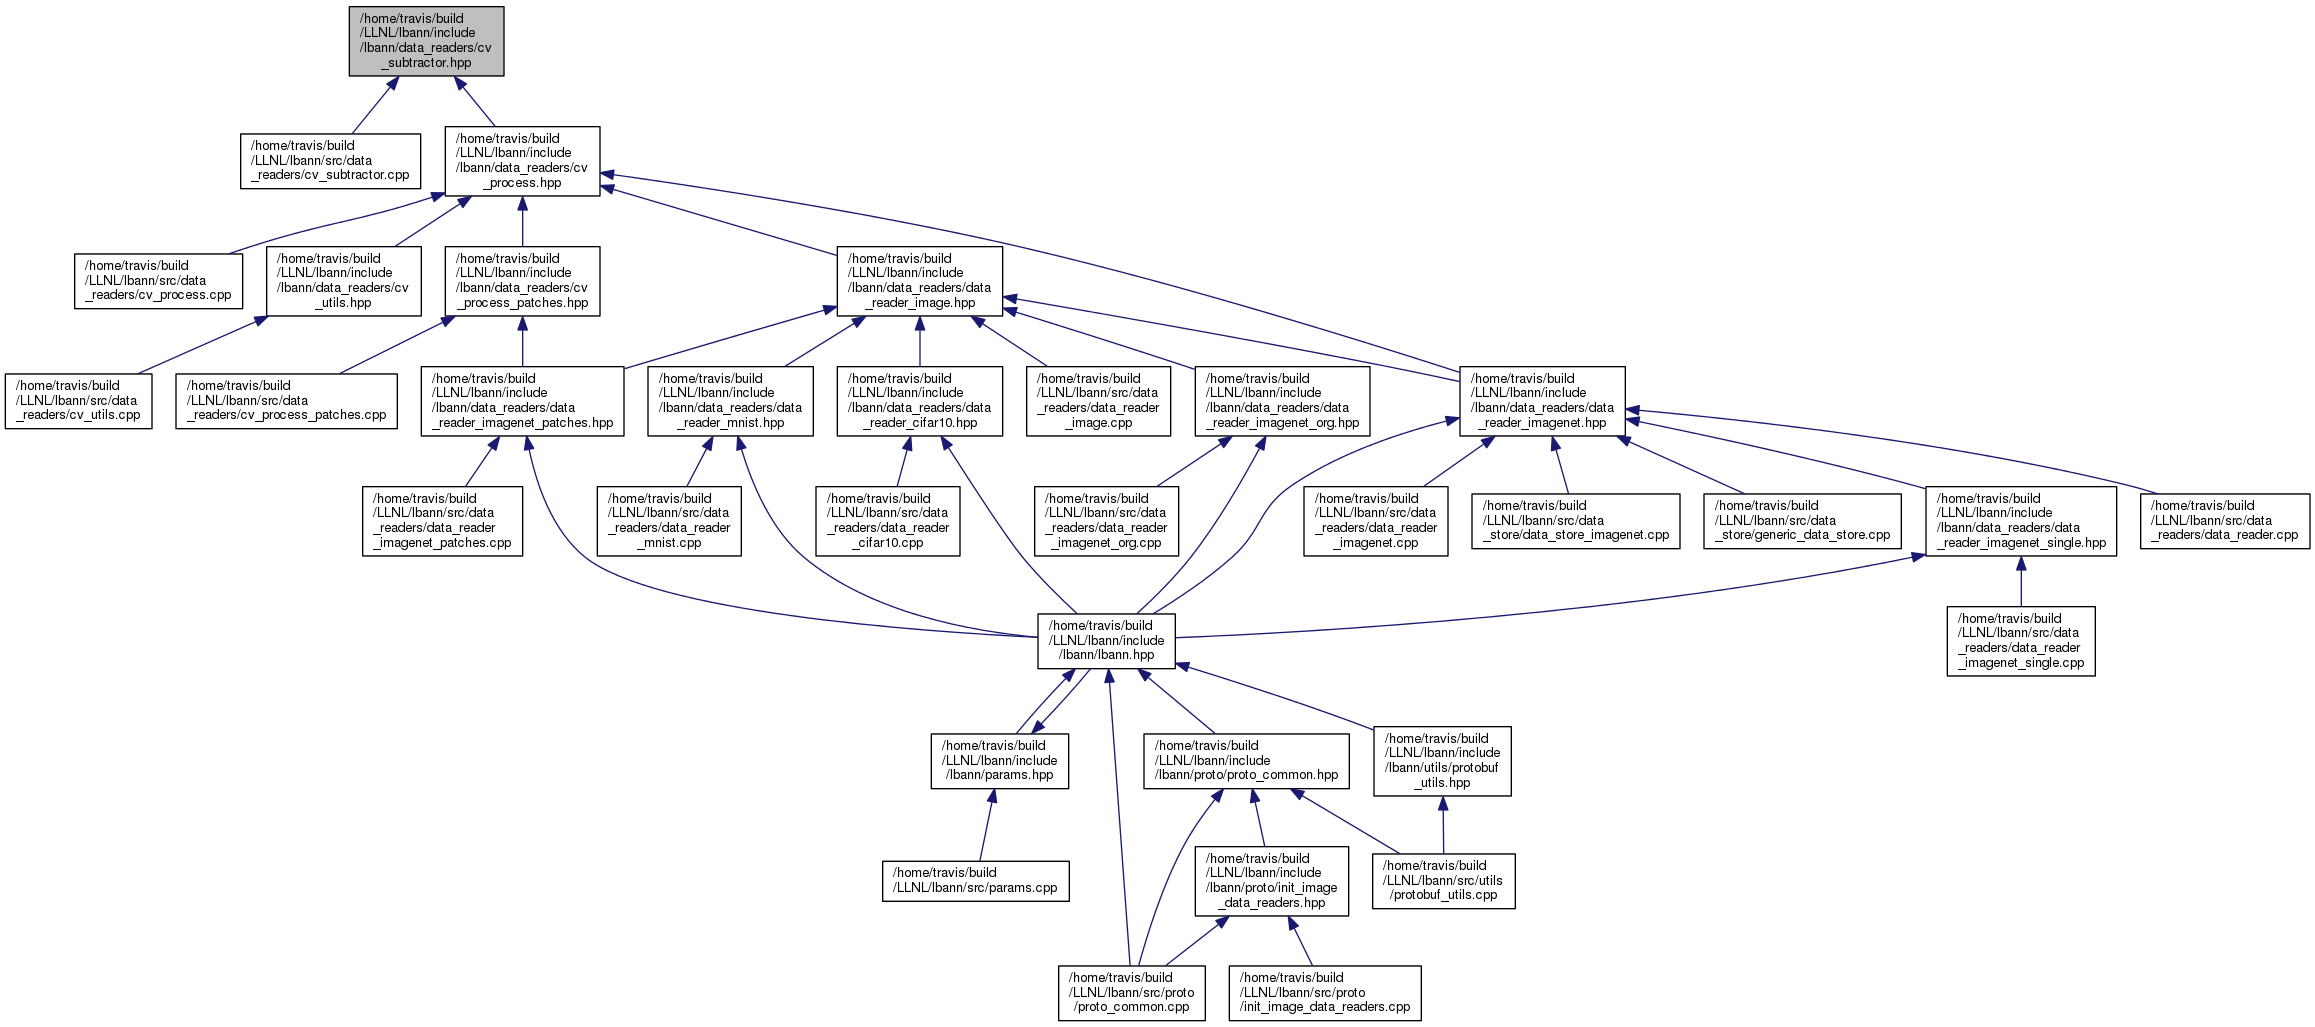 /home/travis/build
/LLNL/lbann/include
/lbann/data_readers/cv
_subtractor.hpp
/home/travis/build
/LLNL/lbann/src/data
_readers/cv_subtractor.cpp
/home/travis/build
/LLNL/lbann/include
/lbann/data_readers/cv
_process.hpp
/home/travis/build
/LLNL/lbann/src/data
_readers/cv_process.cpp
/home/travis/build
/LLNL/lbann/include
/lbann/data_readers/cv
_utils.hpp
/home/travis/build
/LLNL/lbann/include
/lbann/data_readers/cv
_process_patches.hpp
/home/travis/build
/LLNL/lbann/include
/lbann/data_readers/data
_reader_image.hpp
/home/travis/build
/LLNL/lbann/src/data
_readers/cv_utils.cpp
/home/travis/build
/LLNL/lbann/src/data
_readers/cv_process_patches.cpp
/home/travis/build
/LLNL/lbann/include
/lbann/data_readers/data
_reader_imagenet_patches.hpp
/home/travis/build
/LLNL/lbann/include
/lbann/data_readers/data
_reader_mnist.hpp
/home/travis/build
/LLNL/lbann/include
/lbann/data_readers/data
_reader_cifar10.hpp
/home/travis/build
/LLNL/lbann/src/data
_readers/data_reader
_image.cpp
/home/travis/build
/LLNL/lbann/include
/lbann/data_readers/data
_reader_imagenet_org.hpp
/home/travis/build
/LLNL/lbann/include
/lbann/data_readers/data
_reader_imagenet.hpp
/home/travis/build
/LLNL/lbann/src/data
_readers/data_reader
_imagenet_patches.cpp
/home/travis/build
/LLNL/lbann/src/data
_readers/data_reader
_mnist.cpp
/home/travis/build
/LLNL/lbann/src/data
_readers/data_reader
_cifar10.cpp
/home/travis/build
/LLNL/lbann/src/data
_readers/data_reader
_imagenet_org.cpp
/home/travis/build
/LLNL/lbann/src/data
_readers/data_reader
_imagenet.cpp
/home/travis/build
/LLNL/lbann/src/data
_store/data_store_imagenet.cpp
/home/travis/build
/LLNL/lbann/src/data
_store/generic_data_store.cpp
/home/travis/build
/LLNL/lbann/include
/lbann/data_readers/data
_reader_imagenet_single.hpp
/home/travis/build
/LLNL/lbann/src/data
_readers/data_reader.cpp
/home/travis/build
/LLNL/lbann/include
/lbann/lbann.hpp
/home/travis/build
/LLNL/lbann/src/data
_readers/data_reader
_imagenet_single.cpp
/home/travis/build
/LLNL/lbann/include
/lbann/params.hpp
/home/travis/build
/LLNL/lbann/include
/lbann/proto/proto_common.hpp
/home/travis/build
/LLNL/lbann/include
/lbann/utils/protobuf
_utils.hpp
/home/travis/build
/LLNL/lbann/src/params.cpp
/home/travis/build
/LLNL/lbann/include
/lbann/proto/init_image
_data_readers.hpp
/home/travis/build
/LLNL/lbann/src/utils
/protobuf_utils.cpp
/home/travis/build
/LLNL/lbann/src/proto
/proto_common.cpp
/home/travis/build
/LLNL/lbann/src/proto
/init_image_data_readers.cpp